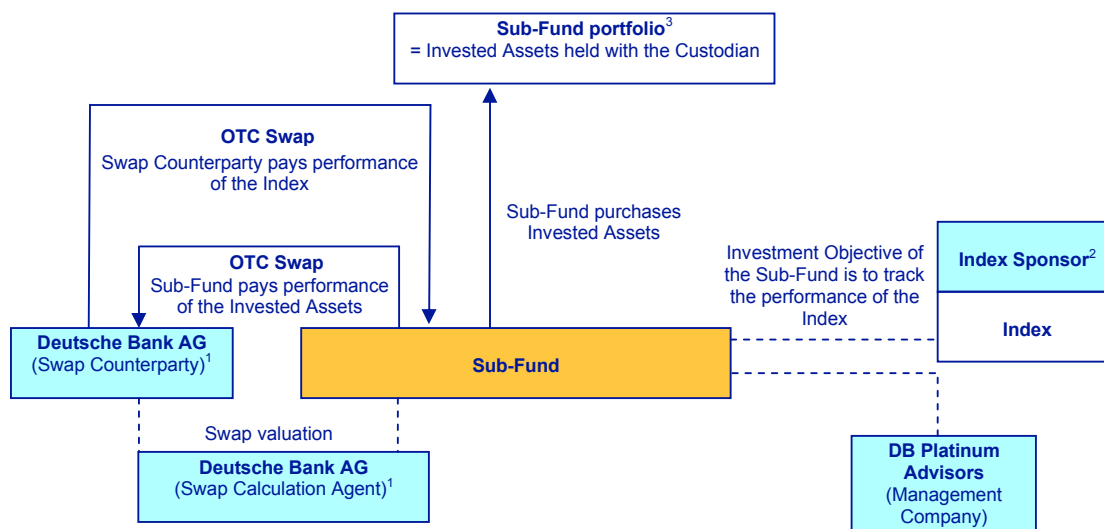 Sub-Fund portfolio³
= Invested Assets held with the Custodian
OTC Swap
Swap Counterparty pays performance
of the Index
Sub-Fund purchases
Invested Assets
OTC Swap
Sub-Fund pays performance
of the Invested Assets
Investment Objective of
the Sub-Fund is to track
the performance of the
Index
Index Sponsor²
Index
Deutsche Bank AG
(Swap Counterparty)¹
Sub-Fund
Swap valuation
Deutsche Bank AG
(Swap Calculation Agent)¹
DB Platinum
Advisors
(Management
Company)